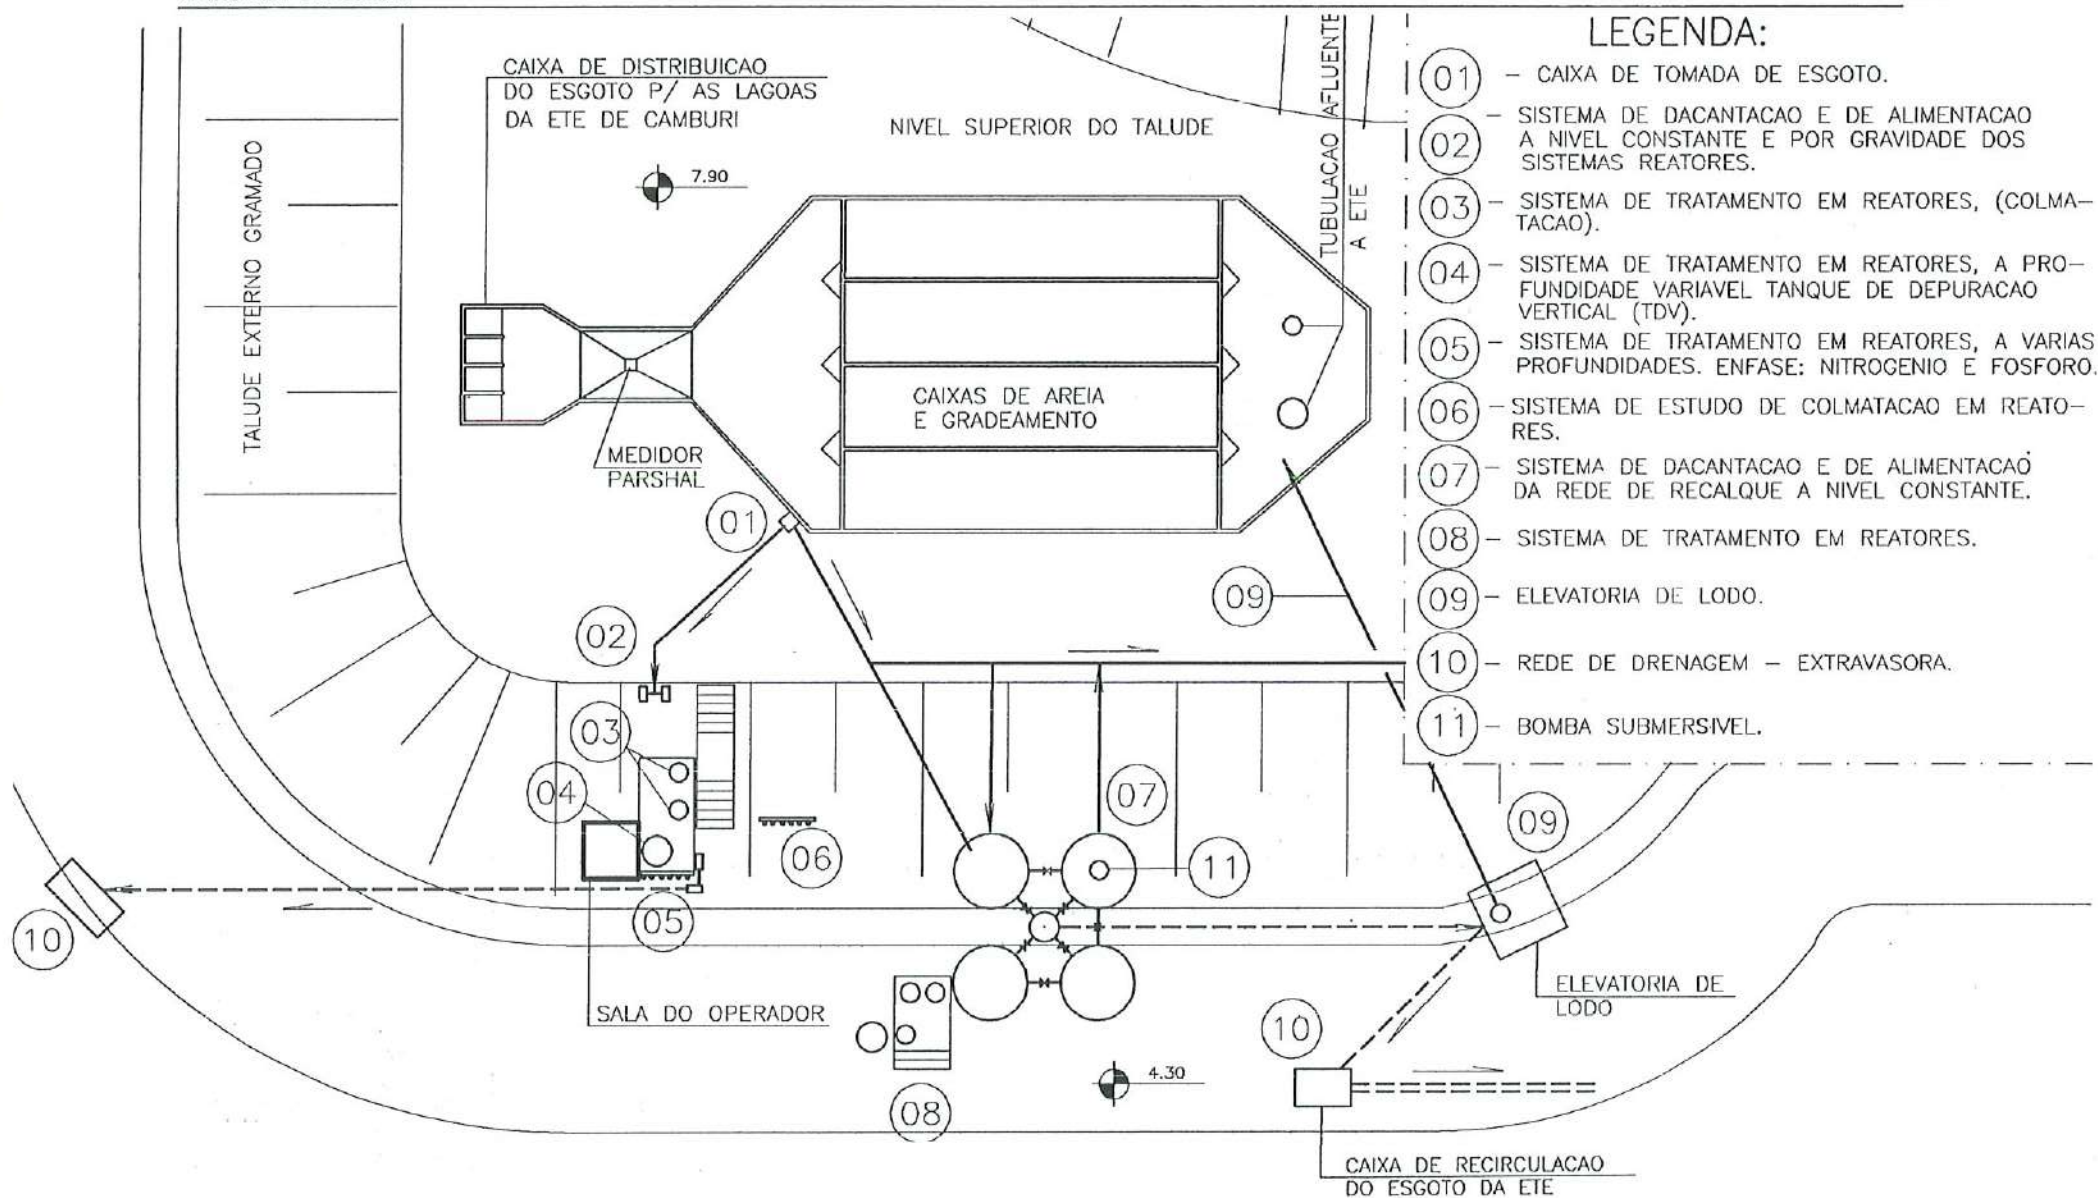 CAIXA DE DISTRIBUICAO
DO ESGOTO P/ AS LAGOAS
DA ETE DE CAMBURI
NIVEL SUPERIOR DO TALUDE
7.90
TALUDE EXTERNO GRAMADO
TUBULACAO AFLUENTE
A ETE
CAIXAS DE AREIA
E GRADEAMENTO
MEDIDOR
PARSHAL
01
02
09
03
04
07
06
11
09
05
10
SALA DO OPERADOR
ELEVATORIA DE
LODO
10
4.30
08
CAIXA DE RECIRCULACAO
DO ESGOTO DA ETE
LEGENDA:
01 – CAIXA DE TOMADA DE ESGOTO.
02 – SISTEMA DE DACANTACAO E DE ALIMENTACAO
A NIVEL CONSTANTE E POR GRAVIDADE DOS
SISTEMAS REATORES.
03 – SISTEMA DE TRATAMENTO EM REATORES, (COLMA–
TACAO).
04 – SISTEMA DE TRATAMENTO EM REATORES, A PRO–
FUNDIDADE VARIAVEL TANQUE DE DEPURACAO
VERTICAL (TDV).
05 – SISTEMA DE TRATAMENTO EM REATORES, A VARIAS
PROFUNDIDADES. ENFASE: NITROGENIO E FOSFORO.
06 – SISTEMA DE ESTUDO DE COLMATACAO EM REATO–
RES.
07 – SISTEMA DE DACANTACAO E DE ALIMENTACAO
DA REDE DE RECALQUE A NIVEL CONSTANTE.
08 – SISTEMA DE TRATAMENTO EM REATORES.
09 – ELEVATORIA DE LODO.
10 – REDE DE DRENAGEM – EXTRAVASORA.
11 – BOMBA SUBMERSIVEL.